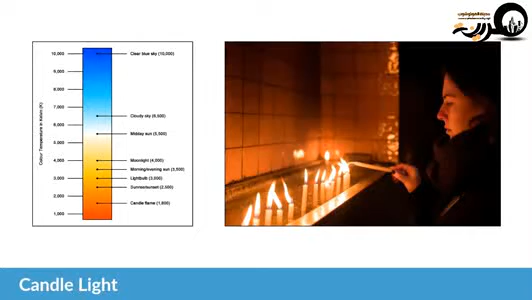 10,000
9,000
8,000
7,000
6,000
5,000
4,000
3,000
2,000
1,000
Colour Temperature in Kelvin (K)
Clear blue sky (10,000)
Cloudy sky (6,500)
Midday sun (5,500)
Moonlight (4,000)
Morning/evening sun (3,500)
Lightbulb (3,000)
Sunrise/sunset (2,500)
Candle flame (1,600)
Candle Light